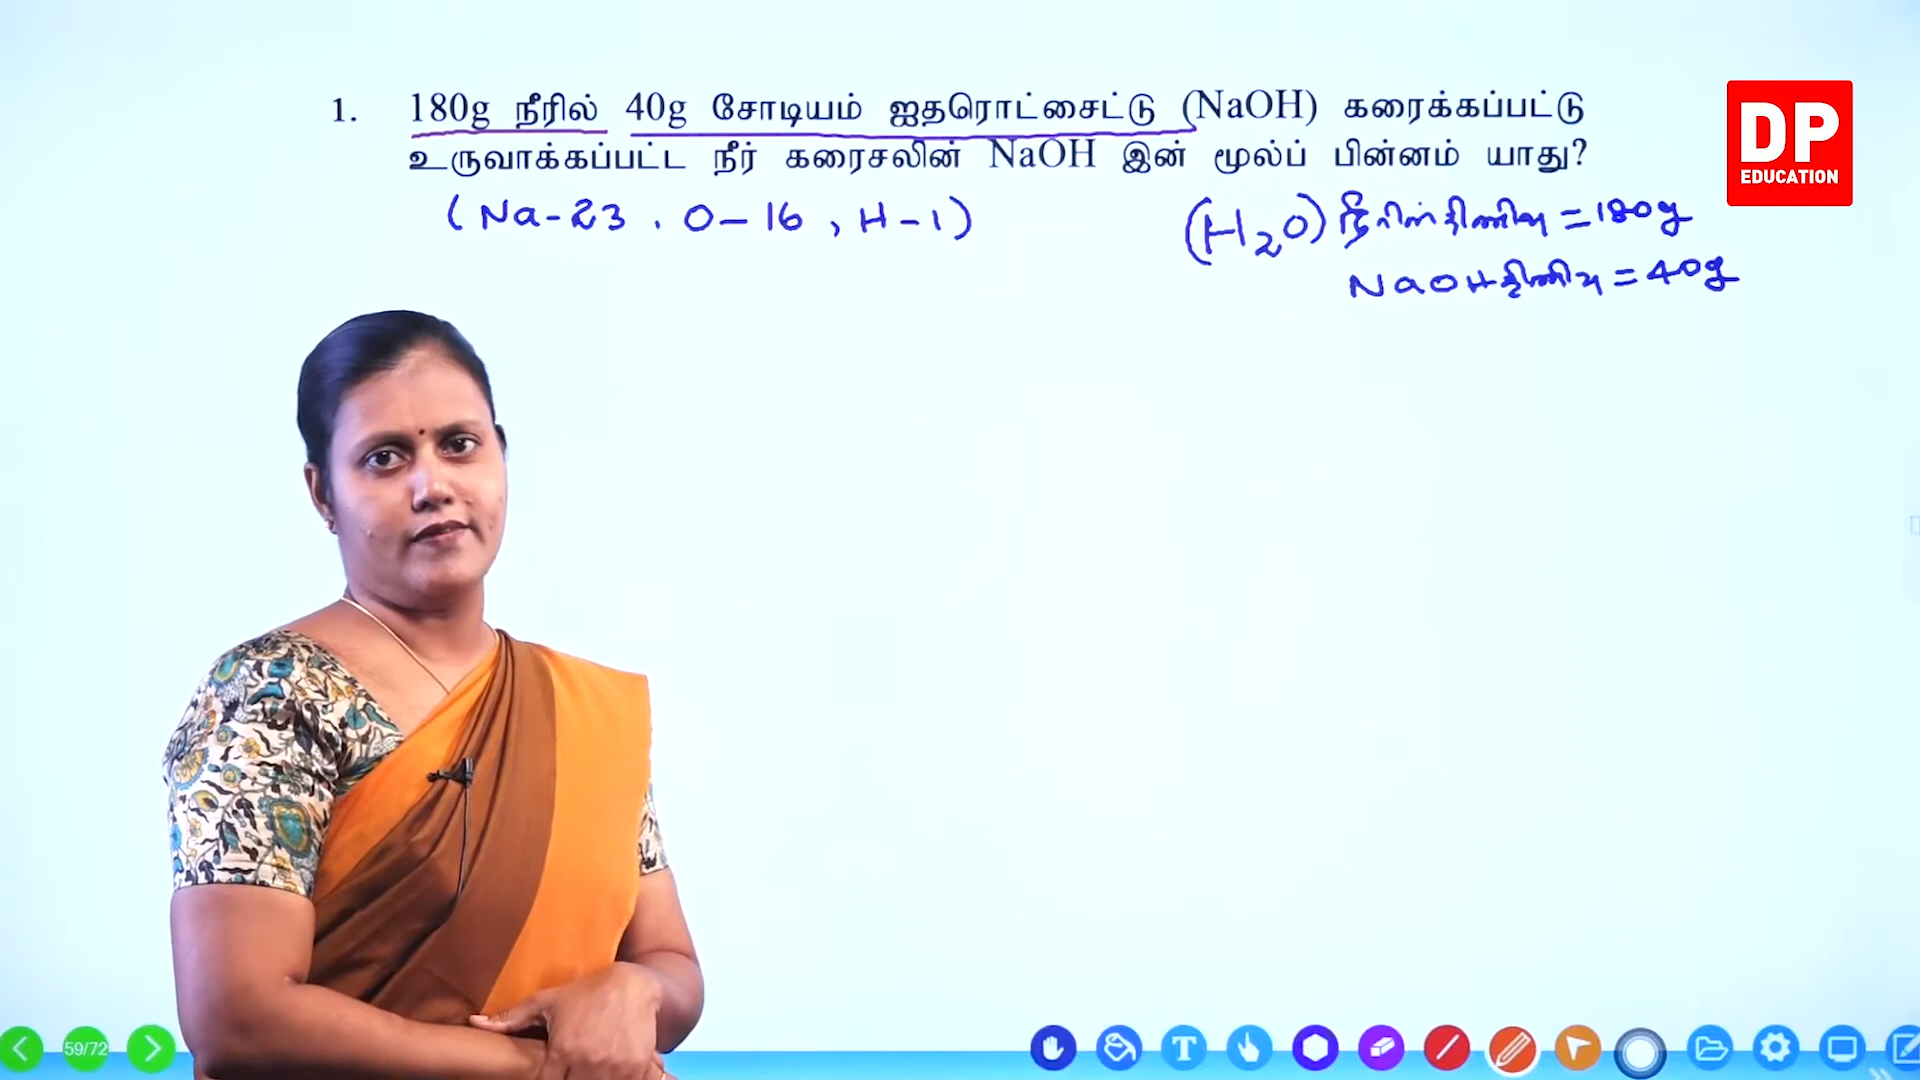 1. 180g நீரில் 40g சோடியம் ஐதரொட்சைட்டு (NaOH) கரைக்கப்பட்டு
உருவாக்கப்பட்ட நீர் கரைசலின் NaOH இன் மூல்ப் பின்னம் யாது?
(Na-23, O-16, H-1)
(H₂O) நீரின் திணிவு = 180g
NaOH திணிவு = 40g
DP
EDUCATION
59/72
T